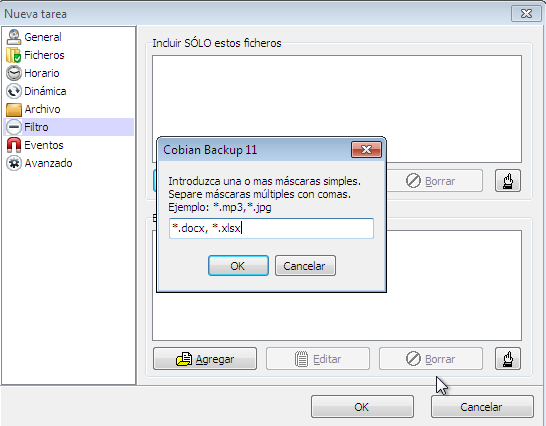 Nueva tarea
General
Ficheros
Horario
Dinámica
Archivo
Filtro
Eventos
Avanzado
Incluir SÓLO estos ficheros
Borrar
Cobian Backup 11
Introduzca una o mas máscaras simples.
Separe máscaras múltiples con comas.
Ejemplo: *.mp3,*.jpg
*.docx, *.xlsx
OK
Cancelar
Agregar
Editar
Borrar
OK
Cancelar